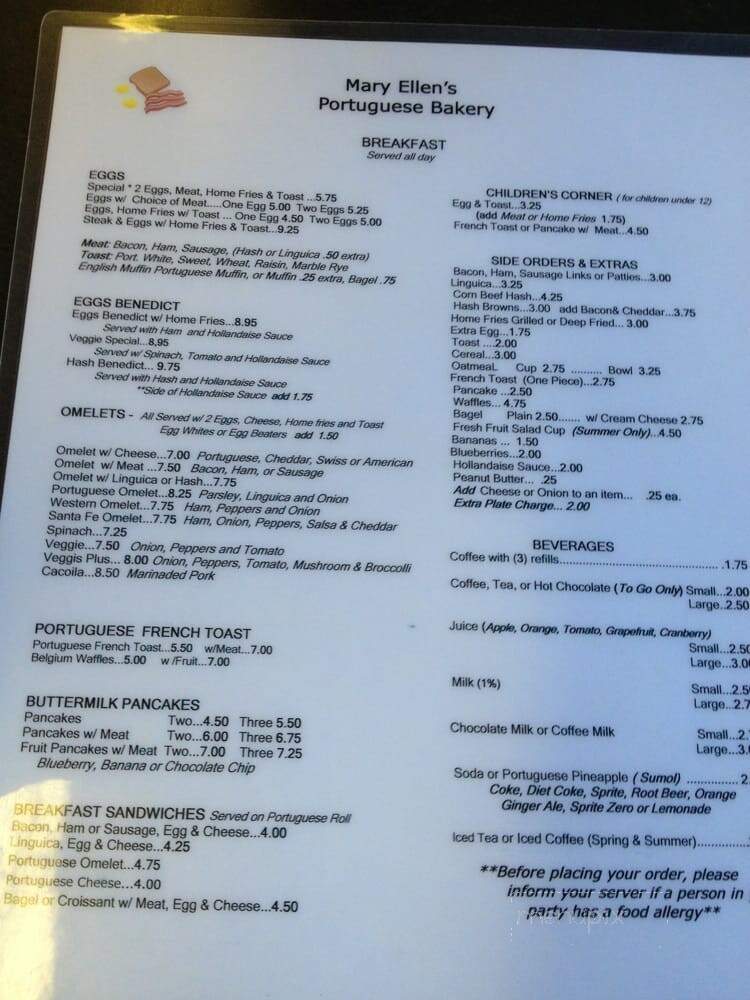 Mary Ellen's
Portuguese Bakery
BREAKFAST
Served all day
EGGS
Special * 2 Eggs, Meat, Home Fries & Toast ...5.75
Eggs w/ Choice of Meat.....One Egg 5.00 Two Eggs 5.25
Eggs, Home Fries w/ Toast ... One Egg 4.50 Two Eggs 5.00
Steak & Eggs w/ Home Fries & Toast...9.25
Meat: Bacon, Ham, Sausage, (Hash or Linguica .50 extra)
Toast: Port. White, Sweet, Wheat, Raisin, Marble Rye
English Muffin Portuguese Muffin, or Muffin .25 extra, Bagel .75
EGGS BENEDICT
Eggs Benedict w/ Home Fries...8.95
Served with Ham and Hollandaise Sauce
Veggie Special...8,95
Served w/ Spinach, Tomato and Hollandaise Sauce
Hash Benedict... 9.75
Served with Hash and Hollandaise Sauce
**Side of Hollandaise Sauce add 1.75
OMELETS - All Served w/ 2 Eggs, Cheese, Home fries and Toast
Egg Whites or Egg Beaters add 1.50
Omelet w/ Cheese...7.00 Portuguese, Cheddar, Swiss or American
Omelet w/ Meat ...7.50 Bacon, Ham, or Sausage
Omelet w/ Linguica or Hash...7.75
Portuguese Omelet...8.25 Parsley, Linguica and Onion
Western Omelet...7.75 Ham, Peppers and Onion
Santa Fe Omelet...7.75 Ham, Onion, Peppers, Salsa & Cheddar
Spinach...7.25
Veggie...7.50 Onion, Peppers and Tomato
Veggis Plus... 8.00 Onion, Peppers, Tomato, Mushroom & Broccolli
Cacoila...8.50 Marinaded Pork
PORTUGUESE FRENCH TOAST
Portuguese French Toast...5.50 w/Meat...7.00
Belgium Waffles...5.00 w /Fruit...7.00
BUTTERMILK PANCAKES
Pancakes Two...4.50 Three 5.50
Pancakes w/ Meat Two...6.00 Three 6.75
Fruit Pancakes w/ Meat Two...7.00 Three 7.25
Blueberry, Banana or Chocolate Chip
BREAKFAST SANDWICHES Served on Portuguese Roll
Bacon, Ham or Sausage, Egg & Cheese...4.00
Linguica, Egg & Cheese...4.25
Portuguese Omelet...4.75
Portuguese Cheese...4.00
Bagel or Croissant w/ Meat, Egg & Cheese...4.50
CHILDREN'S CORNER ( for children under 12)
Egg & Toast...3.25
(add Meat or Home Fries 1.75)
French Toast or Pancake w/ Meat...4.50
SIDE ORDERS & EXTRAS
Bacon, Ham, Sausage Links or Patties...3.00
Linguica...3.25
Corn Beef Hash...4.25
Hash Browns...3.00 add Bacon& Cheddar...3.75
Home Fries Grilled or Deep Fried... 3.00
Extra Egg...1.75
Toast ....2.00
Cereal...3.00
OatmeaL Cup 2.75 .......... Bowl 3.25
French Toast (One Piece)...2.75
Pancake ...2.50
Waffles... 4.75
Bagel Plain 2.50....... w/ Cream Cheese 2.75
Fresh Fruit Salad Cup (Summer Only)...4.50
Bananas ... 1.50
Blueberries...2.00
Hollandaise Sauce...2.00
Peanut Butter... .25
Add Cheese or Onion to an item... .25 ea.
Extra Plate Charge... 2.00
BEVERAGES
Coffee with (3) refills.................................................. .1.75
Coffee, Tea, or Hot Chocolate ( To Go Only) Small...2.00
Large..2.50
Juice (Apple, Orange, Tomato, Grapefruit, Cranberry)
Small...2.50
Large...3.0
Milk (1%) Small...2.5
Large..2.7
Chocolate Milk or Coffee Milk Small...2.
Large...3.
Soda or Portuguese Pineapple ( Sumol) ................ 2.
Coke, Diet Coke, Sprite, Root Beer, Orange
Ginger Ale, Sprite Zero or Lemonade
Iced Tea or Iced Coffee (Spring & Summer)..............
**Before placing your order, please
inform your server if a person in
party has a food allergy**
menupix